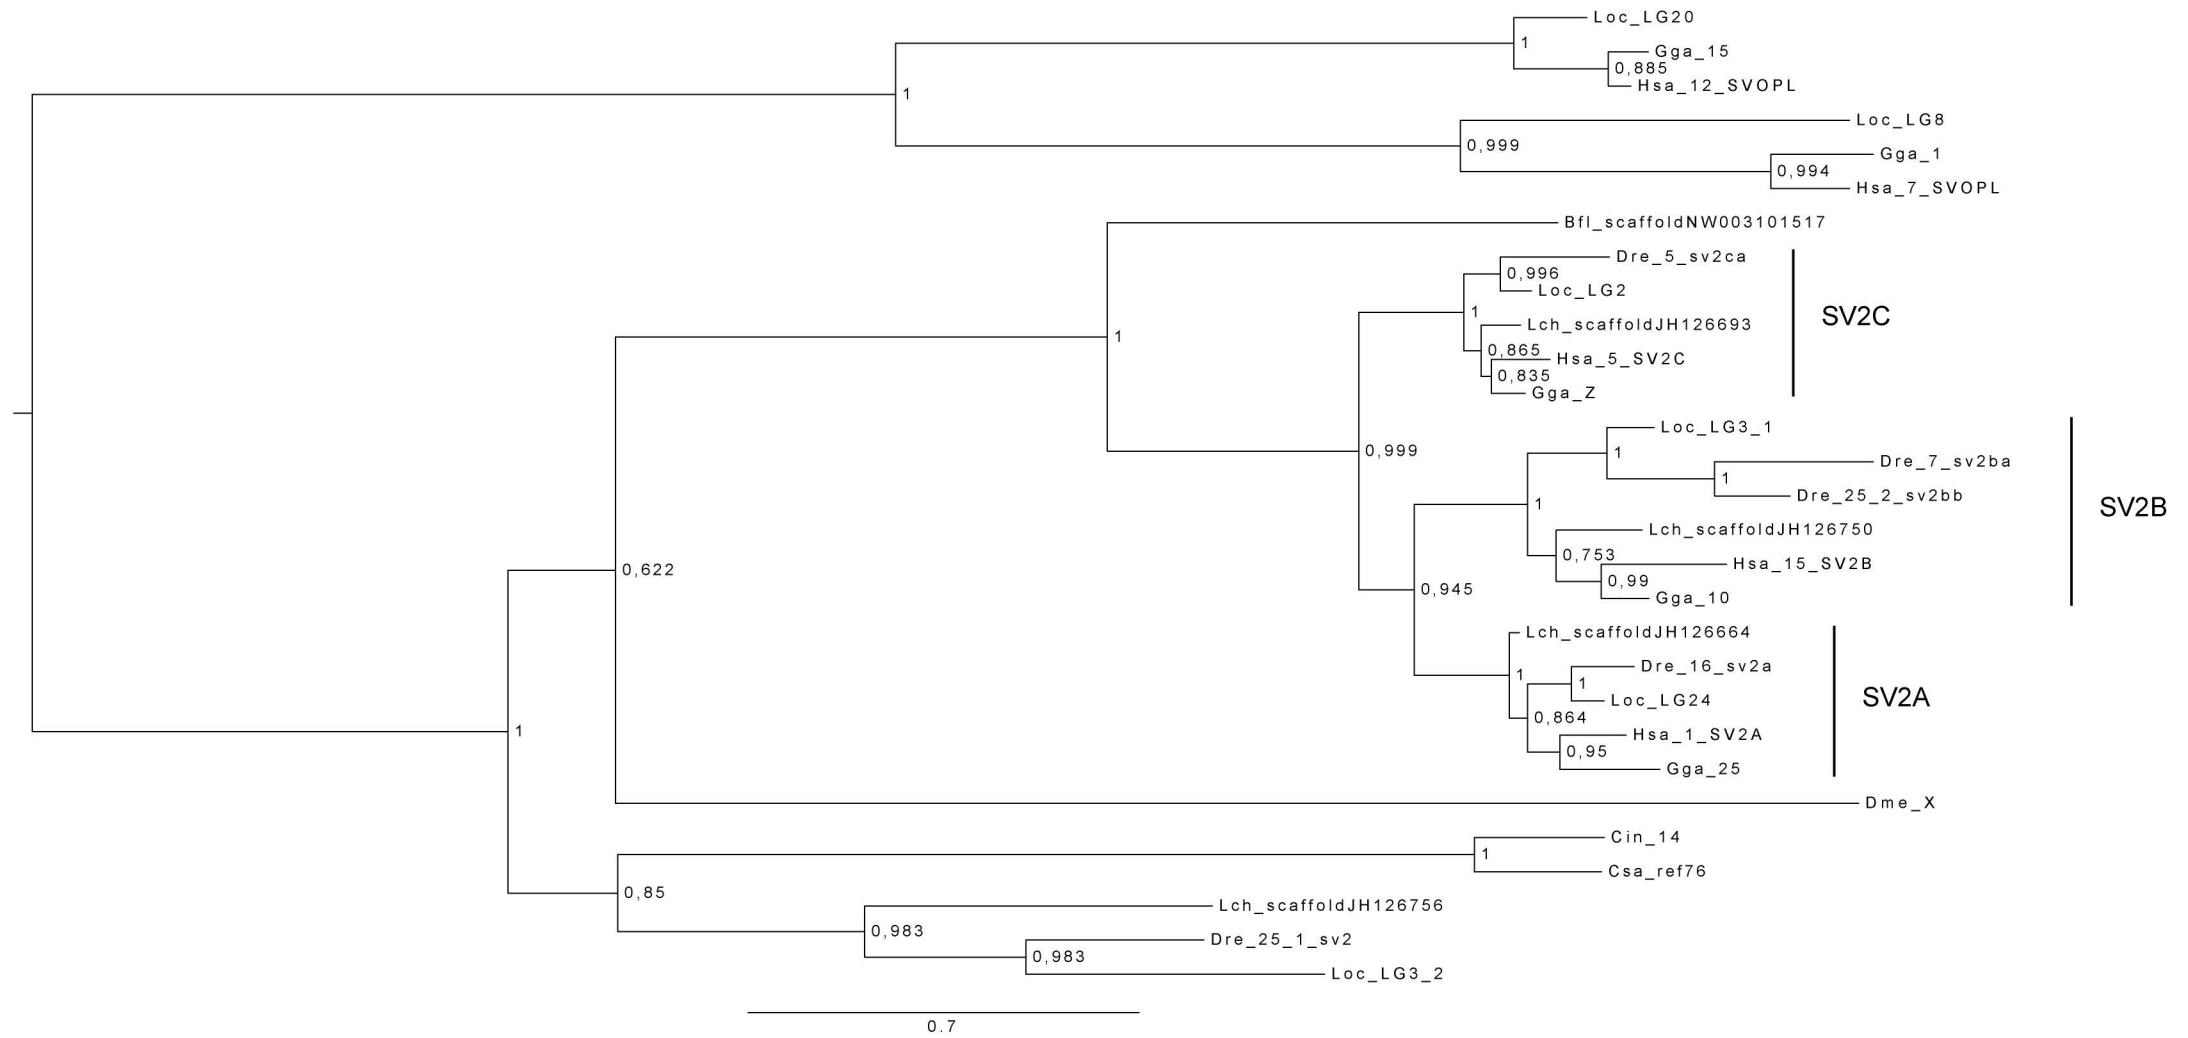 Loc_LG20
1
Gga_15
0,885
Hsa_12_SVOPL
1
Loc_LG8
0,999
Gga_1
0,994
Hsa_7_SVOPL
Bfl_scaffoldNW003101517
Dre_5_sv2ca
0,996
Loc_LG2
1
SV2C
Lch_scaffoldJH126693
1
0,865
Hsa_5_SV2C
0,835
Gga_Z
Loc_LG3_1
0,999
1
Dre_7_sv2ba
1
Dre_25_2_sv2bb
1
SV2B
Lch_scaffoldJH126750
0,753
Hsa_15_SV2B
0,622
0,99
0,945
Gga_10
Lch_scaffoldJH126664
Dre_16_sv2a
1
1
SV2A
Loc_LG24
0,864
1
Hsa_1_SV2A
0,95
Gga_25
Dme_X
Cin_14
1
Csa_ref76
0,85
Lch_scaffoldJH126756
0,983
Dre_25_1_sv2
0,983
Loc_LG3_2
0.7